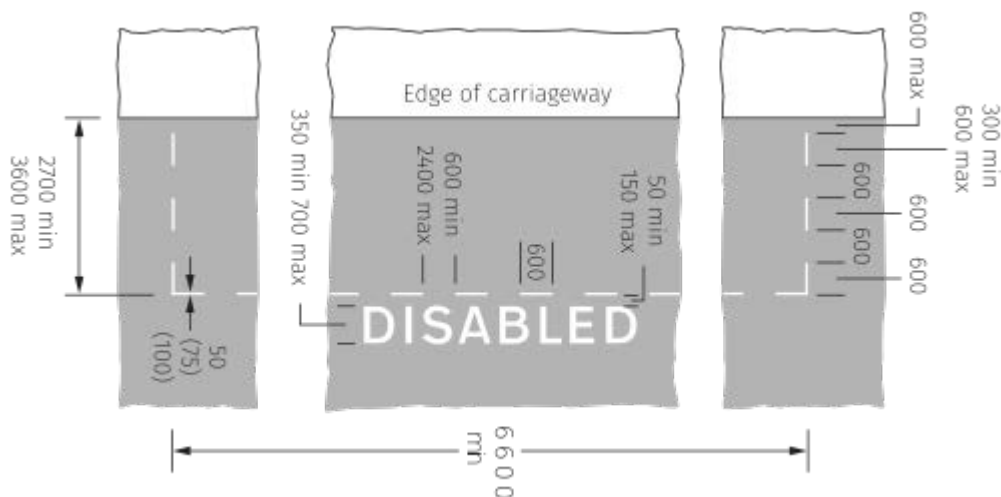 600 max
300 min
600 max
Edge of carriageway
350 min 700 max
600 min
2400 max
50 min
150 max
600
600
600
600
600
600
2700 min
3600 max
DISABLED
50
(75)
(100)
6600
min